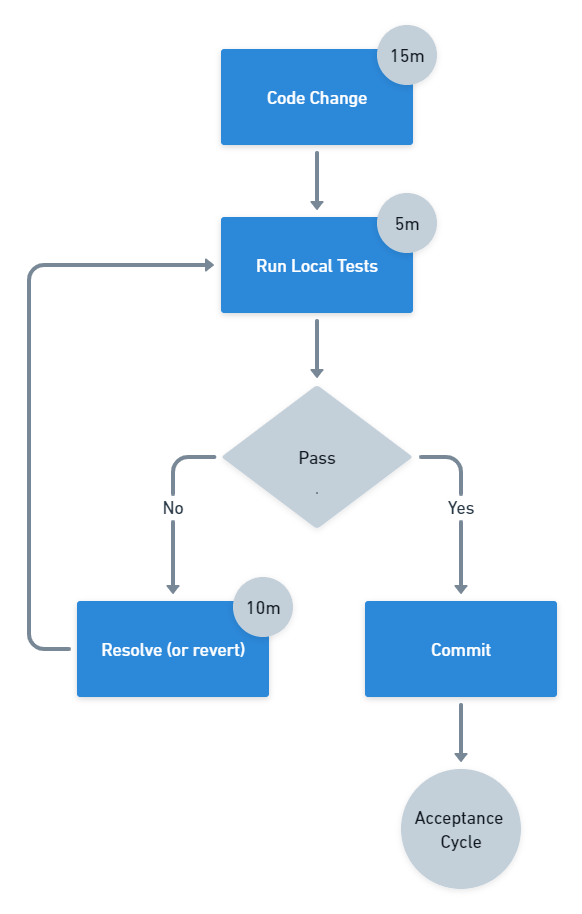 15m
Code Change
5m
Run Local Tests
Pass
.
No
Yes
10m
Resolve (or revert)
Commit
Acceptance
Cycle